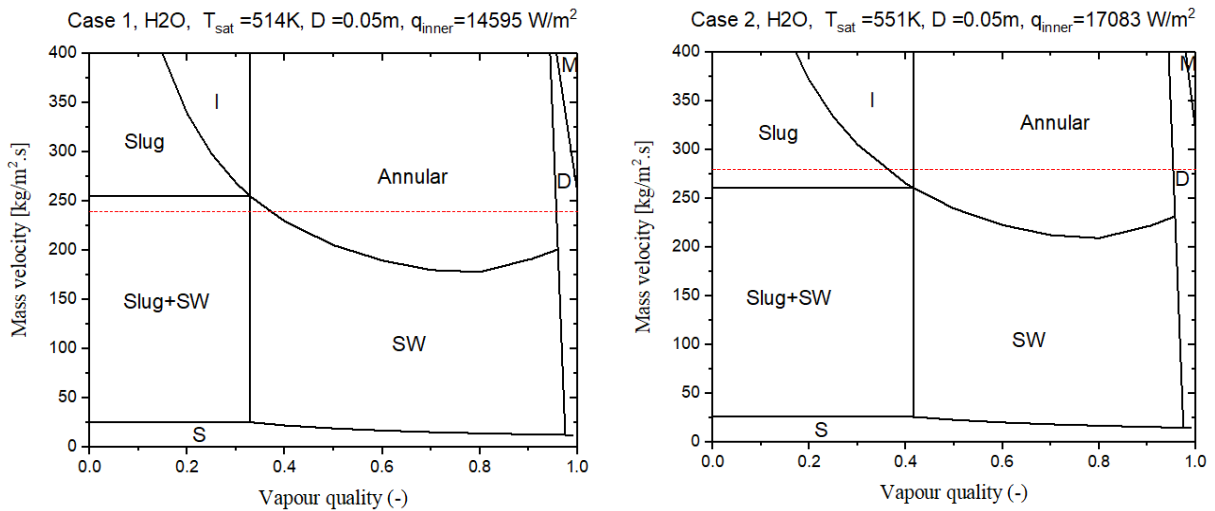 Case 1, H2O, Tsat =514K, D =0.05m, qinner=14595 W/m²
400
350
300
250
200
150
100
50
0
Mass velocity [kg/m².s]
I
M
Slug
Annular
D
Slug+SW
SW
S
0.0 0.2 0.4 0.6 0.8 1.0
Vapour quality (-)
Case 2, H2O, Tsat =551K, D =0.05m, qinner=17083 W/m²
400
350
300
250
200
150
100
50
0
Mass velocity [kg/m².s]
M
I
Slug
Annular
D
Slug+SW
SW
S
0.0 0.2 0.4 0.6 0.8 1.0
Vapour quality (-)